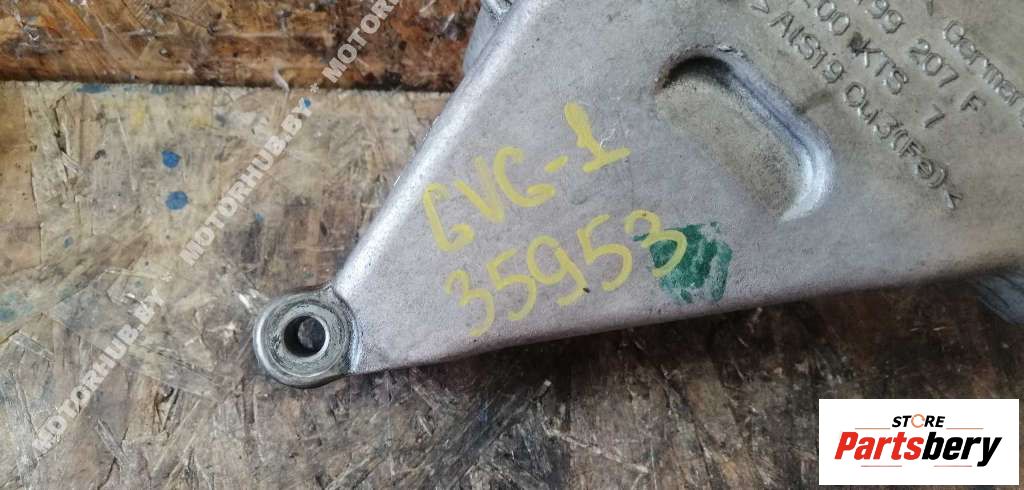 German
199 207 F
200 KTS 7
>AlSi9 Cu3(Fe)<
GVG-1
35953
MOTORHUB.BY
MOTORHUB.BY
MOTORHUB.BY
STORE
Partsbery